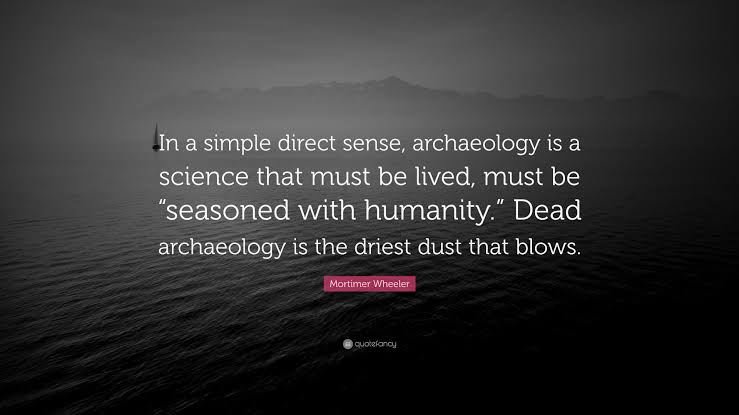 In a simple direct sense, archaeology is a
science that must be lived, must be
“seasoned with humanity.” Dead
archaeology is the driest dust that blows.
Mortimer Wheeler
quotefancy